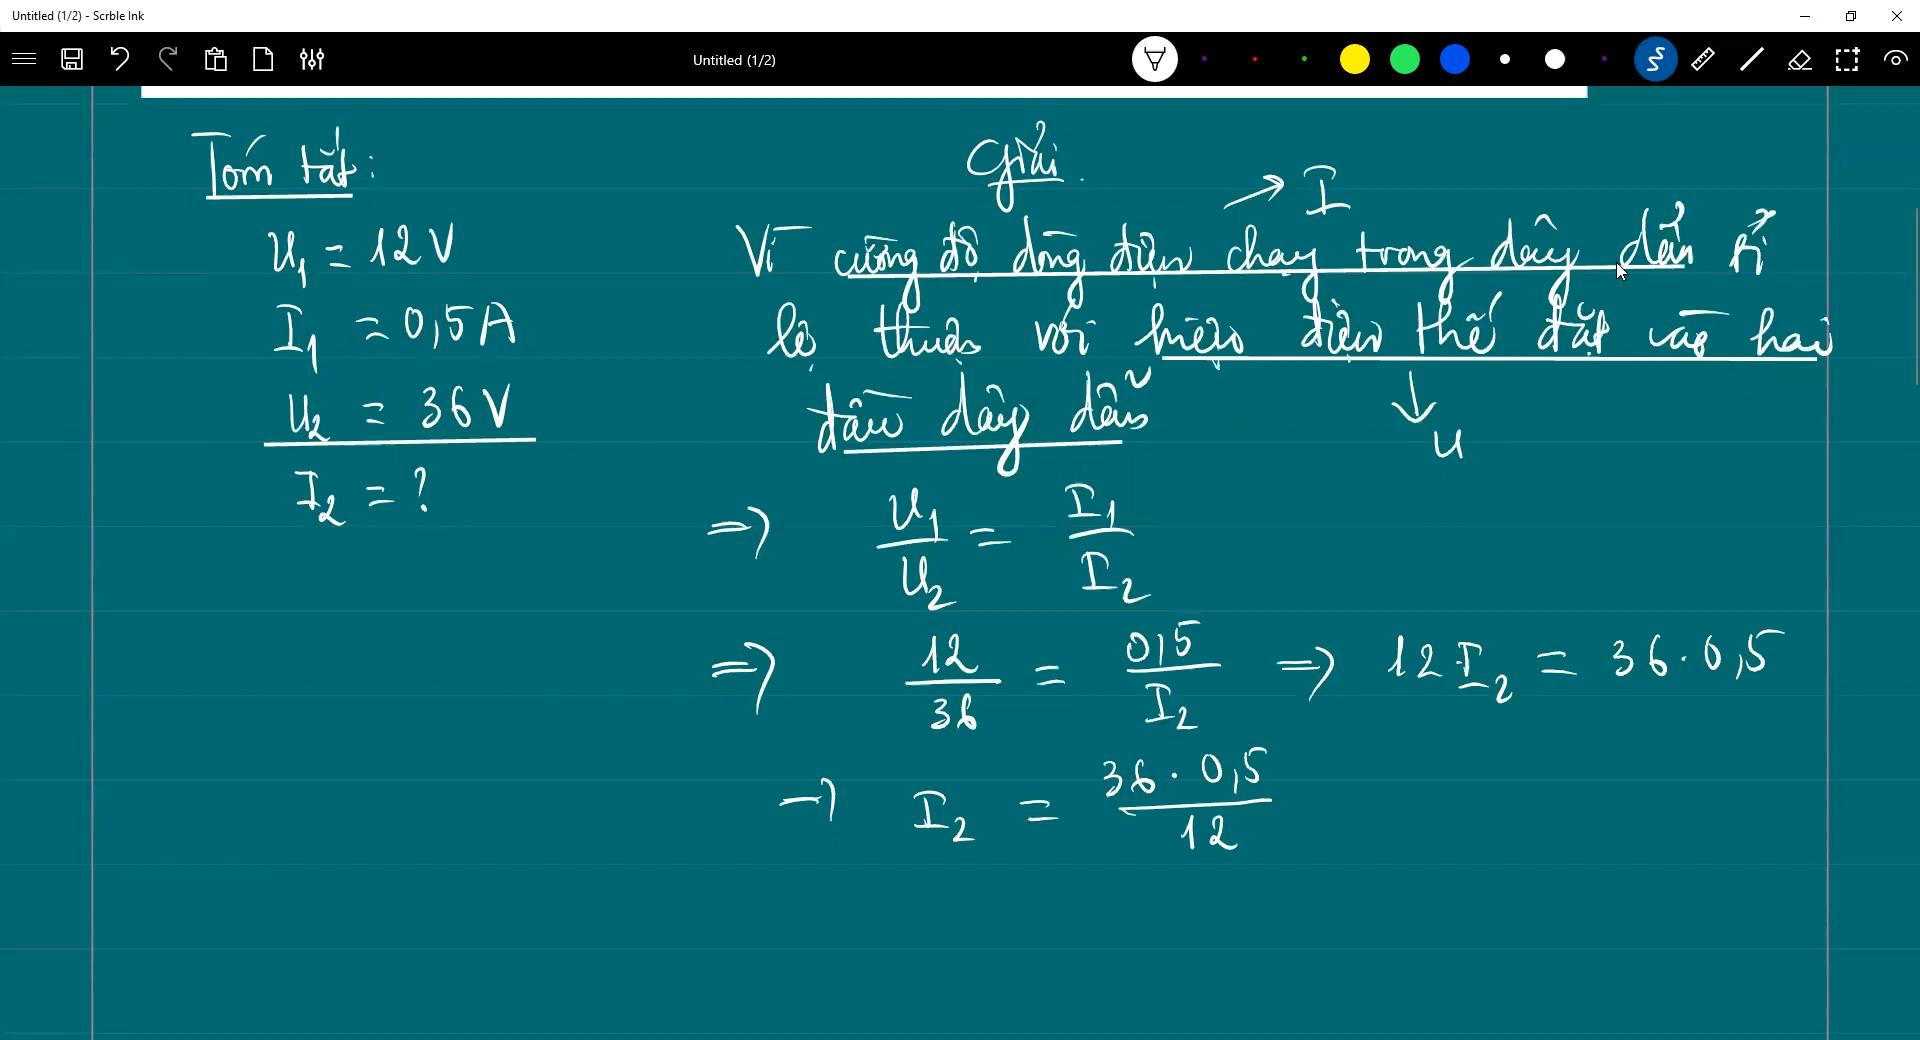 Untitled (1/2) - Scrble Ink
Untitled (1/2)
Tóm tắt:
U₁ = 12V
I₁ = 0,5A
U₂ = 36V
I₂ = ?
Giải
→ I
Vì cường độ dòng điện chạy trong dây dẫn tỉ
lệ thuận với hiệu điện thế đặt vào hai
đầu dây dẫn
↓
U
=> U₁/U₂ = I₁/I₂
=> 12/36 = 0,5/I₂ => 12I₂ = 36.0,5
→ I₂ = 36.0,5/12